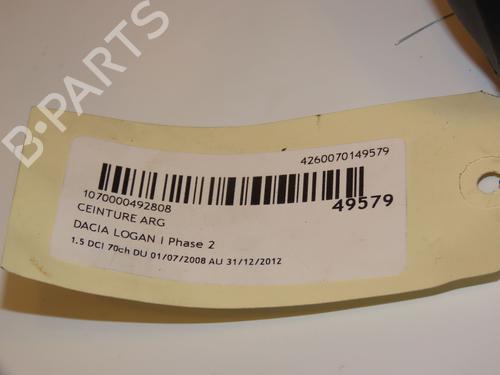 B-PARTS
4260070149579
1070000492808
49579
CEINTURE ARG
DACIA LOGAN I Phase 2
1.5 DCI 70ch DU 01/07/2008 AU 31/12/2012